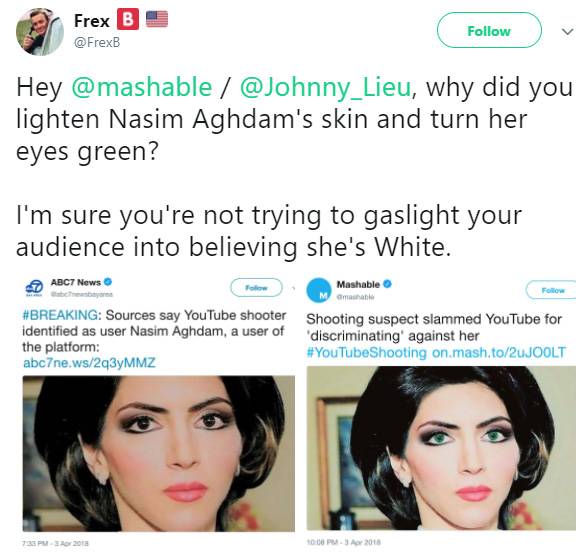 Frex B
@FrexB
Follow
Hey @mashable / @Johnny_Lieu, why did you
lighten Nasim Aghdam's skin and turn her
eyes green?
I'm sure you're not trying to gaslight your
audience into believing she's White.
ABC7 News
@abc7newsbayarea
Follow
#BREAKING: Sources say YouTube shooter
identified as user Nasim Aghdam, a user of
the platform:
abc7ne.ws/2q3yMMZ
7:33 PM - 3 Apr 2018
M
Mashable
@mashable
Follow
Shooting suspect slammed YouTube for
'discriminating' against her
#YouTubeShooting on.mash.to/2uJO0LT
10:08 PM - 3 Apr 2018